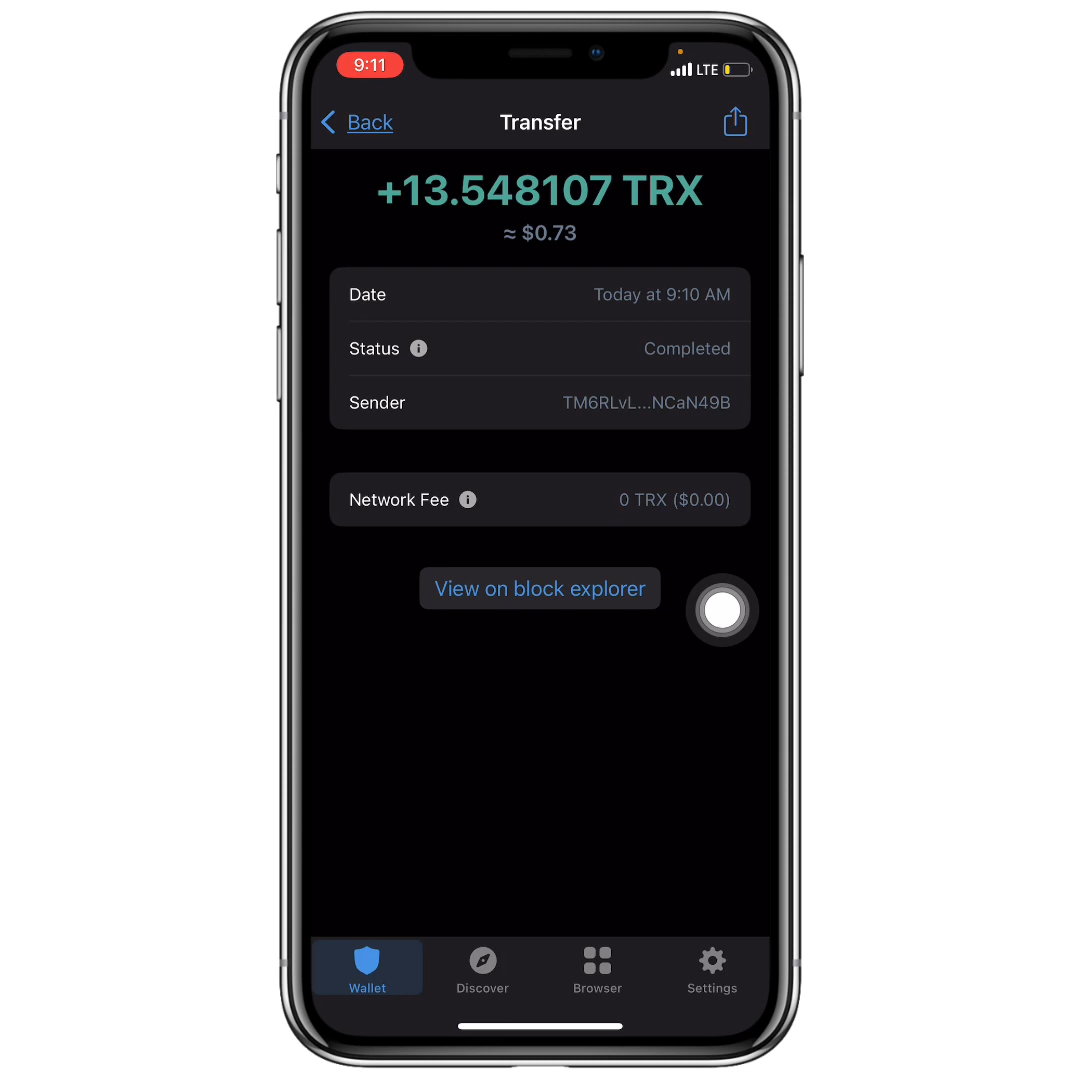 9:11
LTE
Back
Transfer
+13.548107 TRX
≈ $0.73
Date Today at 9:10 AM
Status Completed
Sender TM6RLvL...NCaN49B
Network Fee 0 TRX ($0.00)
View on block explorer
Wallet Discover Browser Settings